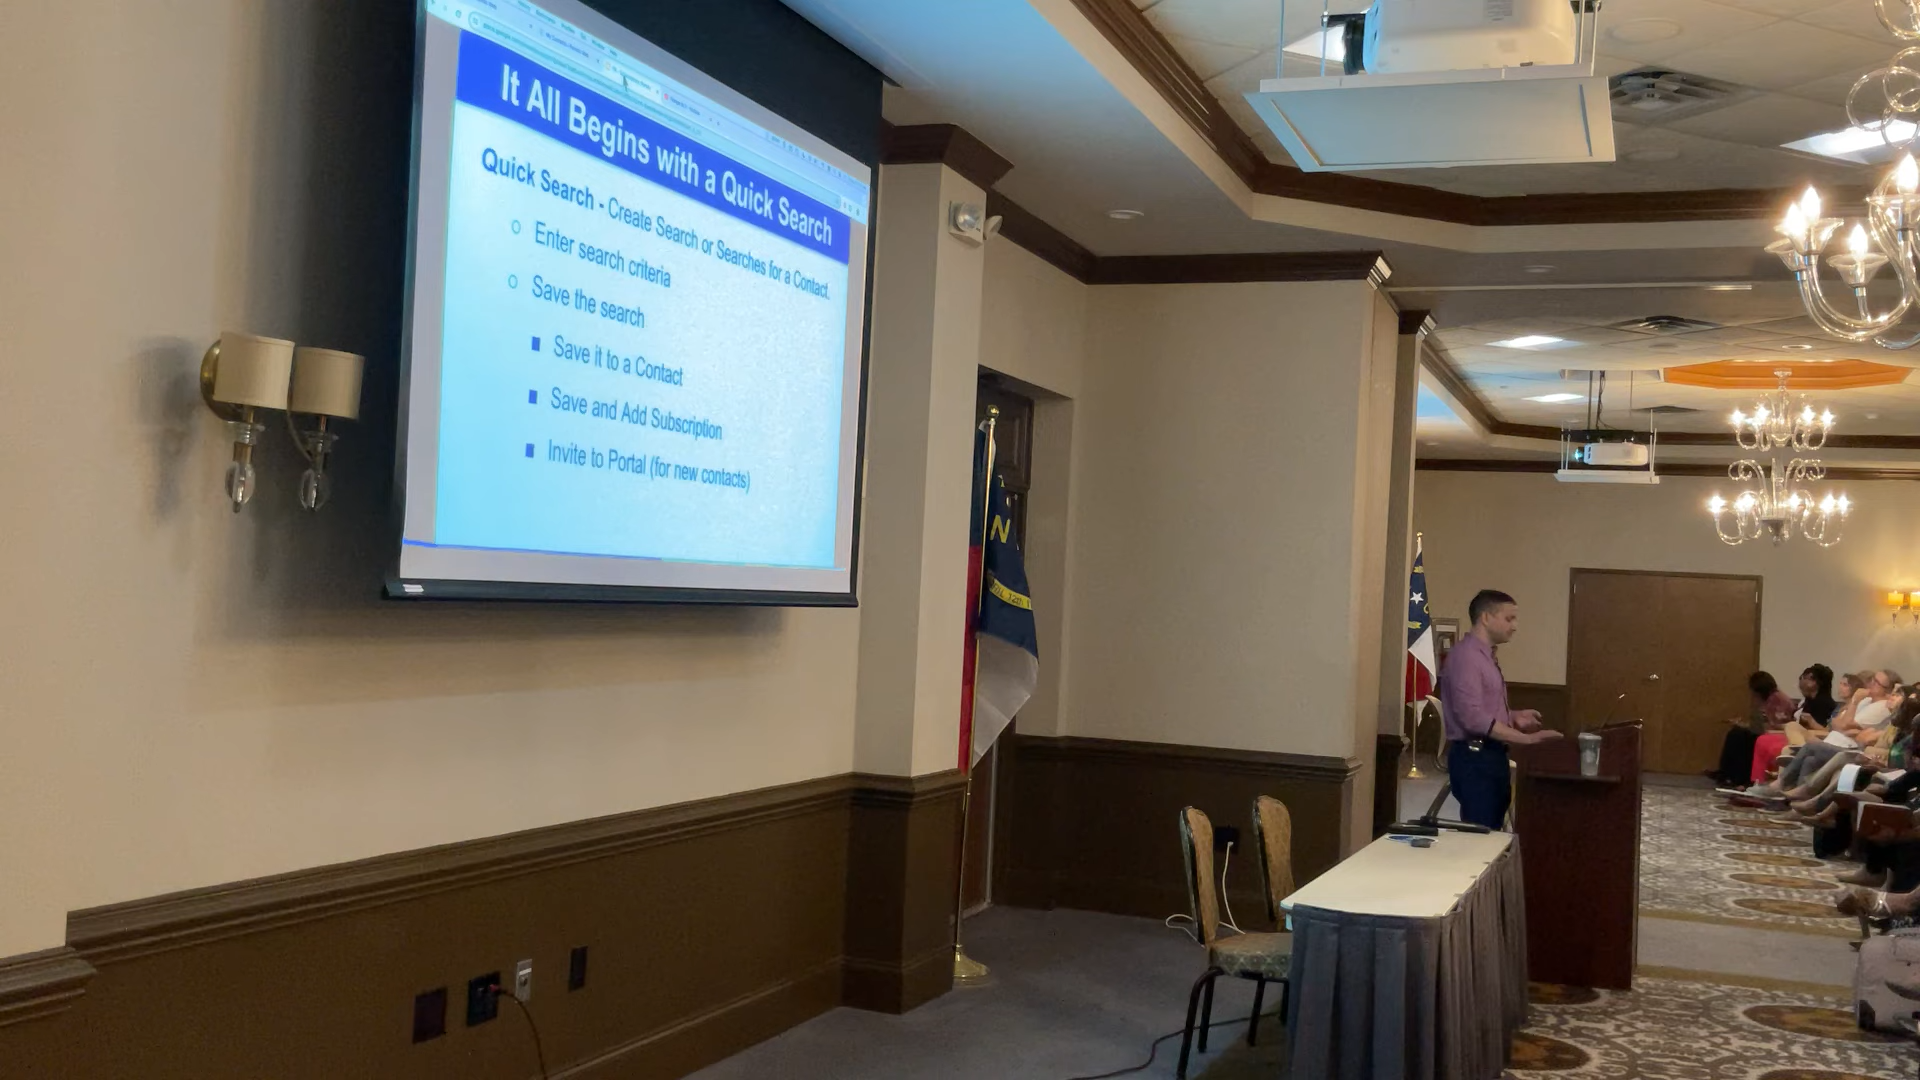 It All Begins with a Quick Search
Quick Search - Create Search or Searches for a Contact.
Enter search criteria
Save the search
Save it to a Contact
Save and Add Subscription
Invite to Portal (for new contacts)
N